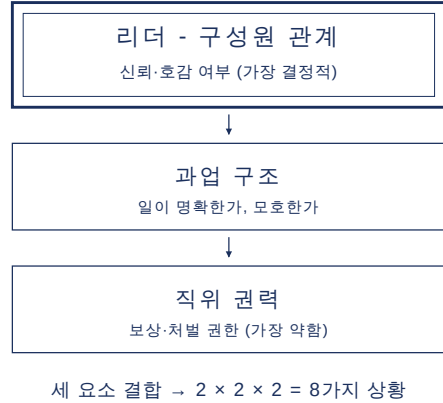 리더 - 구성원 관계
신뢰·호감 여부 (가장 결정적)
↓
과업 구조
일이 명확한가, 모호한가
↓
직위 권력
보상·처벌 권한 (가장 약함)
세 요소 결합 → 2 × 2 × 2 = 8가지 상황